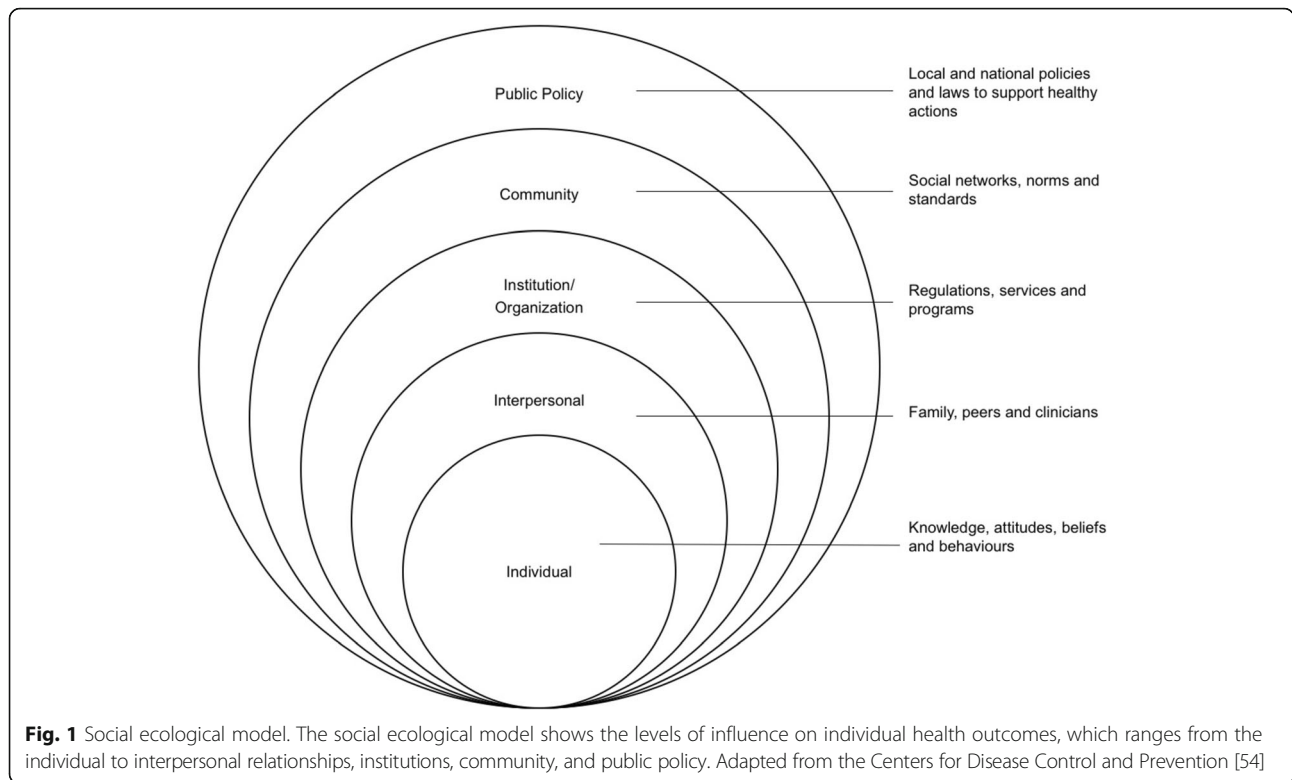 Public Policy
Local and national policies
and laws to support healthy
actions
Community
Social networks, norms and
standards
Institution/
Organization
Regulations, services and
programs
Interpersonal
Family, peers and clinicians
Individual
Knowledge, attitudes, beliefs
and behaviours
Fig. 1 Social ecological model. The social ecological model shows the levels of influence on individual health outcomes, which ranges from the
individual to interpersonal relationships, institutions, community, and public policy. Adapted from the Centers for Disease Control and Prevention [54]